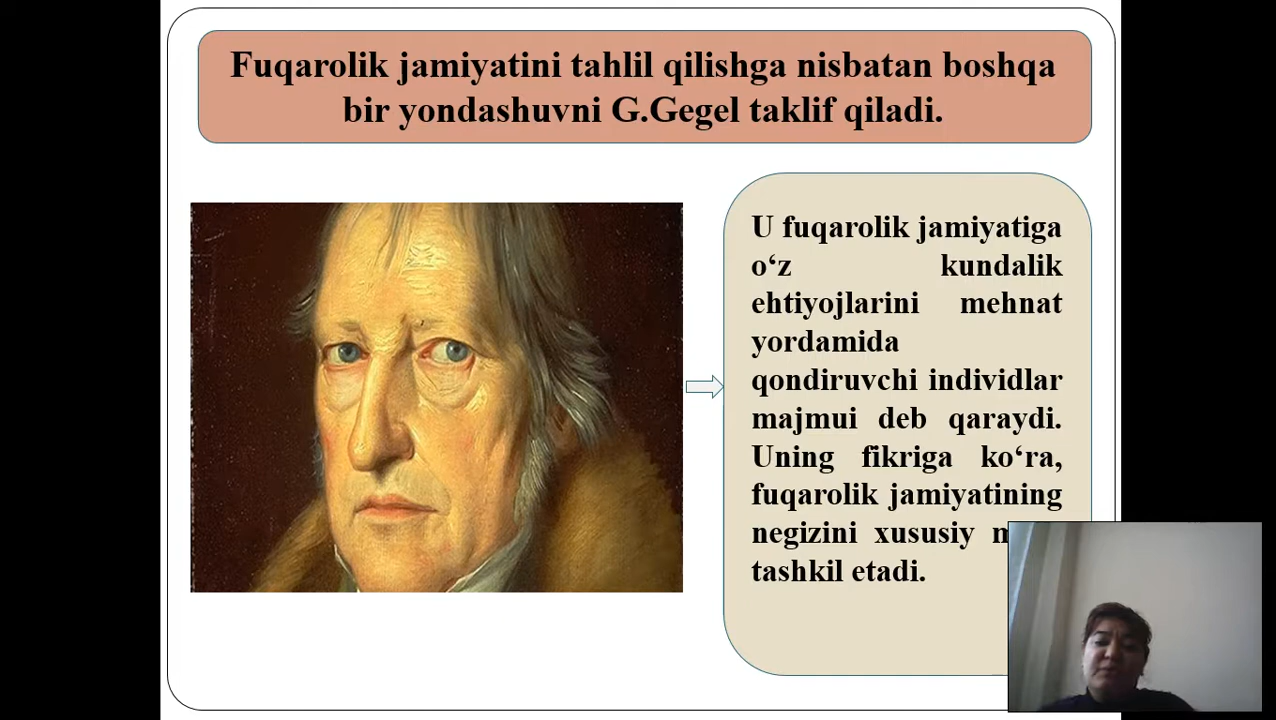 Fuqarolik jamiyatini tahlil qilishga nisbatan boshqa
bir yondashuvni G.Gegel taklif qiladi.
U fuqarolik jamiyatiga
o‘z kundalik
ehtiyojlarini mehnat
yordamida
qondiruvchi individlar
majmui deb qaraydi.
Uning fikriga ko‘ra,
fuqarolik jamiyatining
negizini xususiy
tashkil etadi.